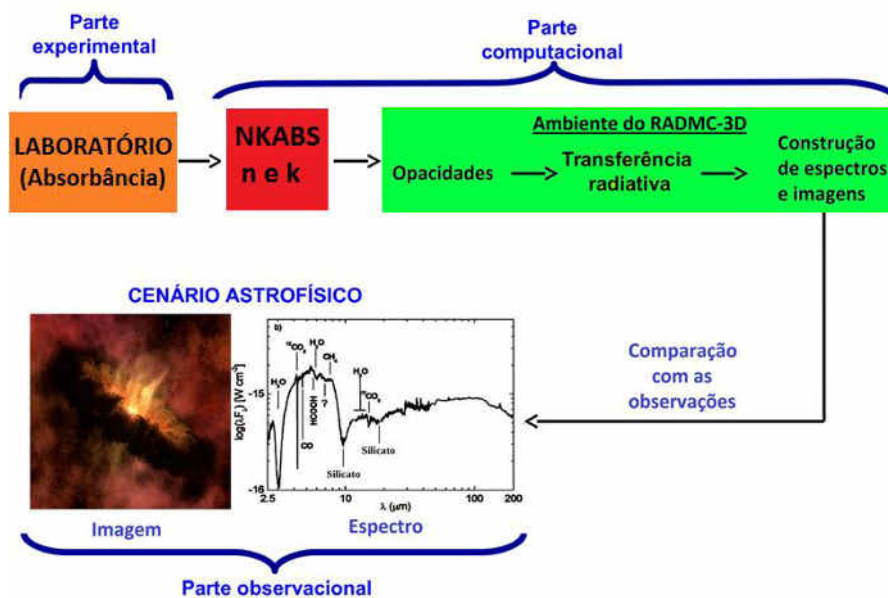 Parte
experimental
Parte
computacional
LABORATÓRIO
(Absorbância)
NKABS
n e k
Ambiente do RADMC-3D
Opacidades
Transferência
radiativa
Construção
de espectros
e imagens
CENÁRIO ASTROFÍSICO
Comparação
com as
observações
b)
log(λFλ) [W cm⁻²]
-15
-16
H₂O
CO₂
H₂O
CH₄
HCOOH
?
CO
H₂O
CO₂
Silicato
Silicato
2.5
10
100
200
λ (μm)
Imagem
Espectro
Parte observacional